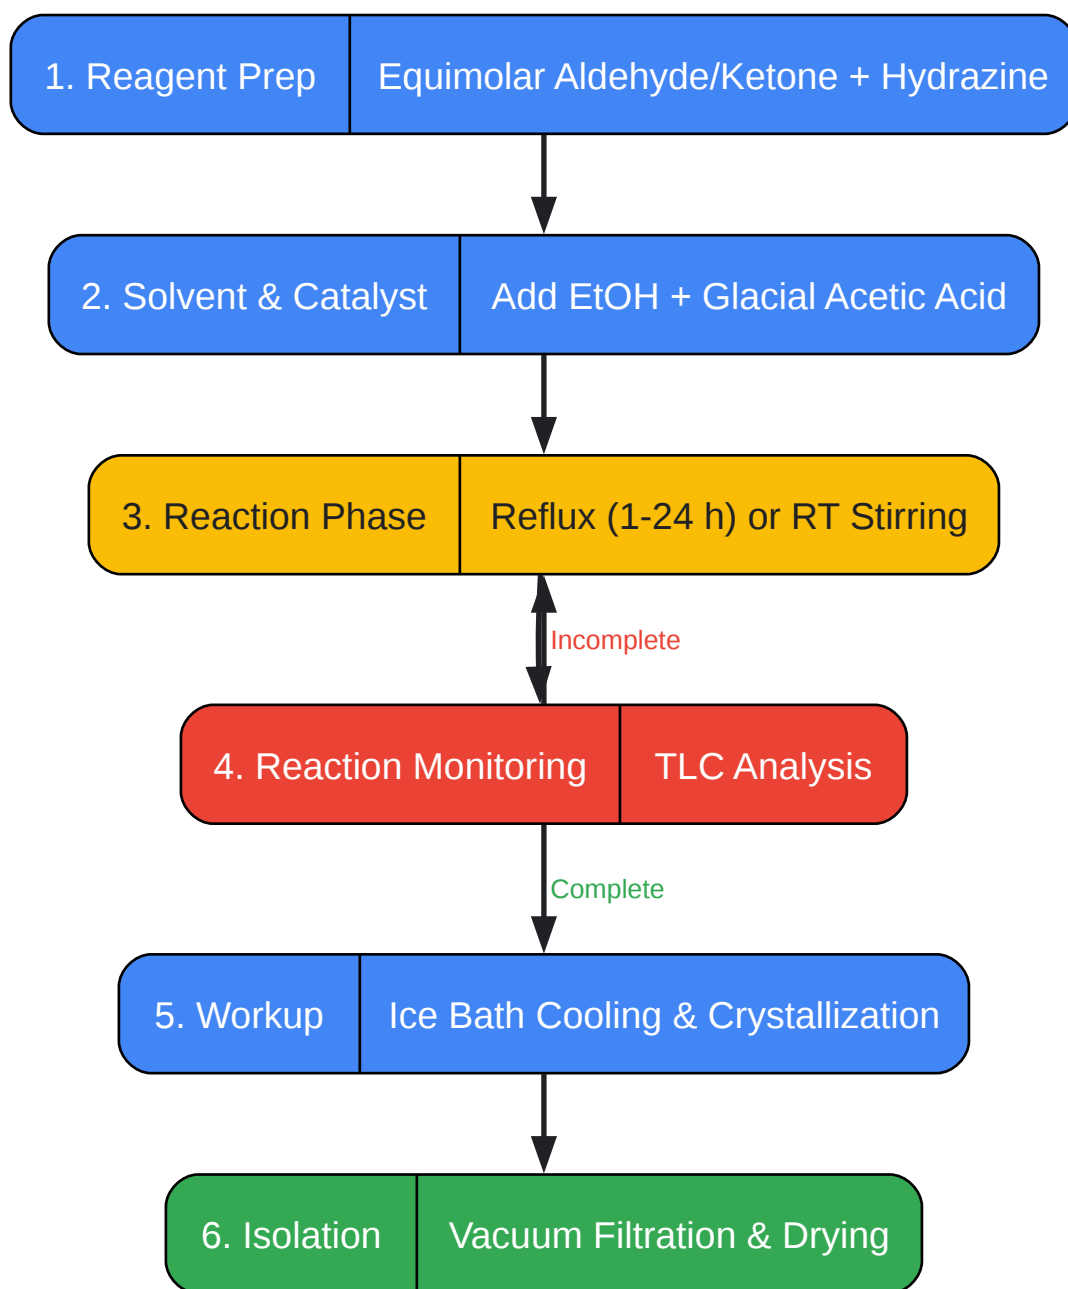 1. Reagent Prep
Equimolar Aldehyde/Ketone + Hydrazine
2. Solvent & Catalyst
Add EtOH + Glacial Acetic Acid
3. Reaction Phase
Reflux (1-24 h) or RT Stirring
Incomplete
4. Reaction Monitoring
TLC Analysis
Complete
5. Workup
Ice Bath Cooling & Crystallization
6. Isolation
Vacuum Filtration & Drying